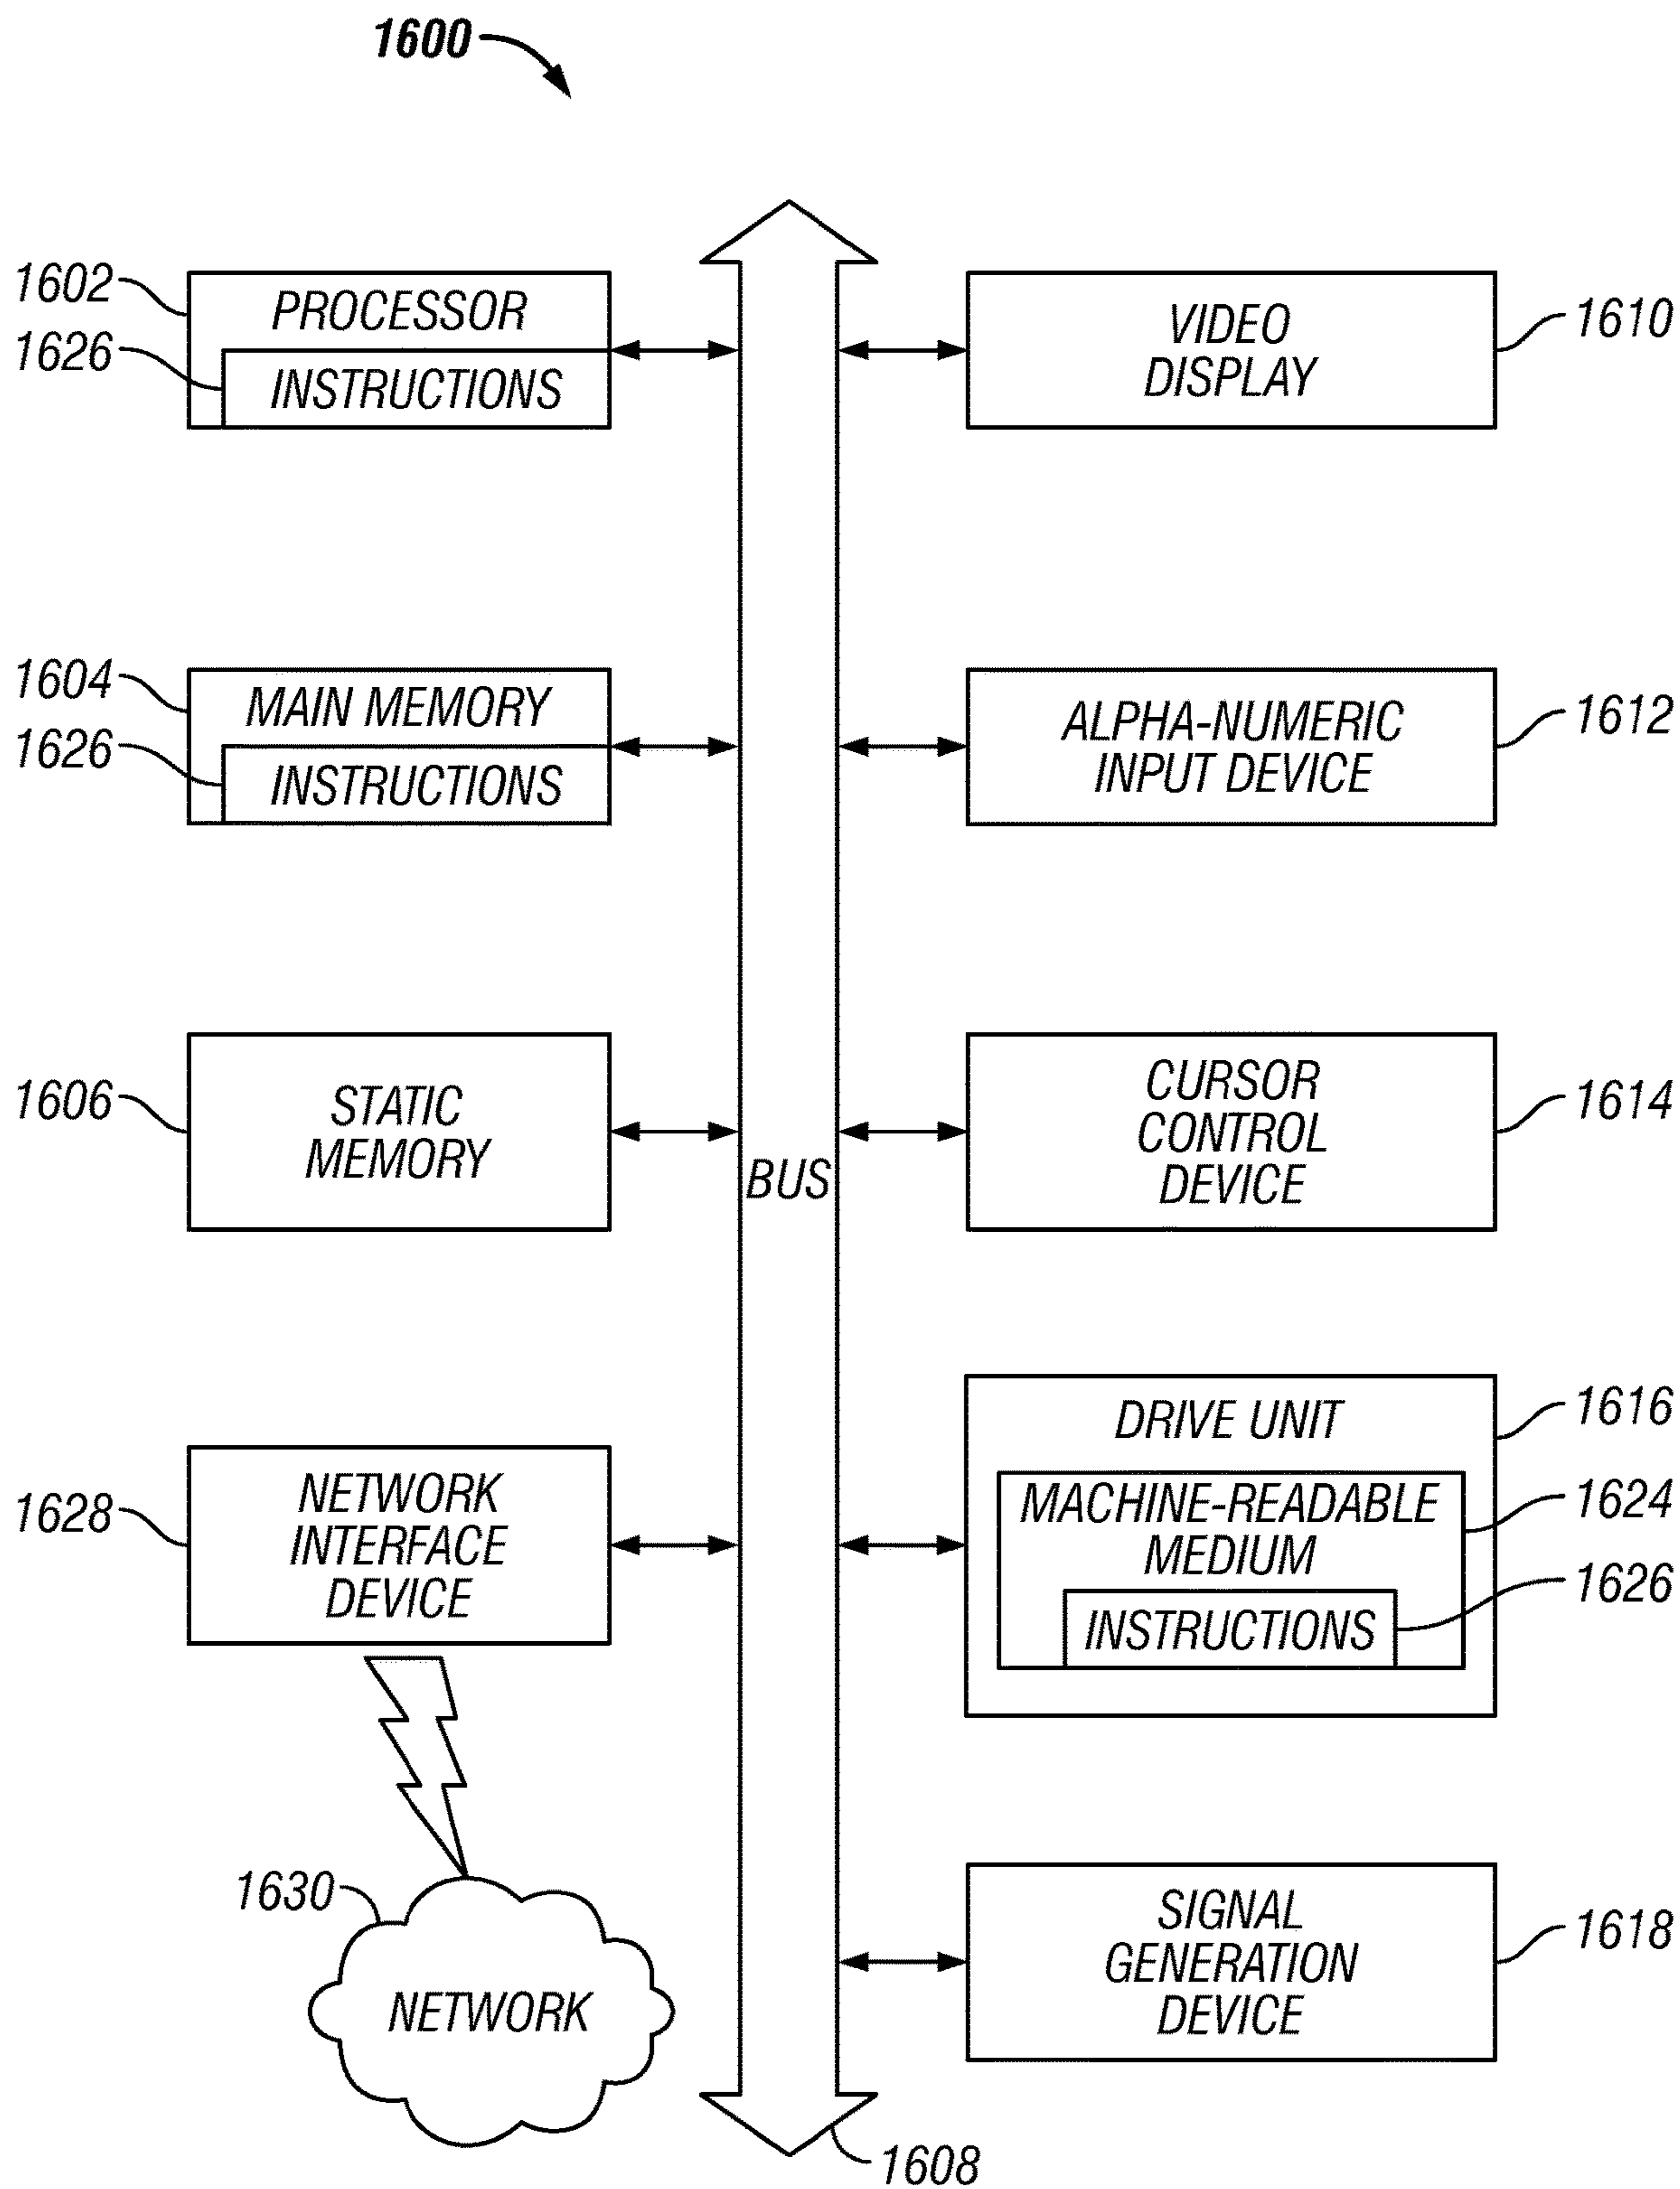 1600
1602
PROCESSOR
1626
INSTRUCTIONS
VIDEO
DISPLAY
1610
1604
MAIN MEMORY
1626
INSTRUCTIONS
ALPHA-NUMERIC
INPUT DEVICE
1612
1606
STATIC
MEMORY
BUS
CURSOR
CONTROL
DEVICE
1614
1628
NETWORK
INTERFACE
DEVICE
DRIVE UNIT
1616
MACHINE-READABLE
MEDIUM
1624
INSTRUCTIONS
1626
1630
NETWORK
SIGNAL
GENERATION
DEVICE
1618
1608